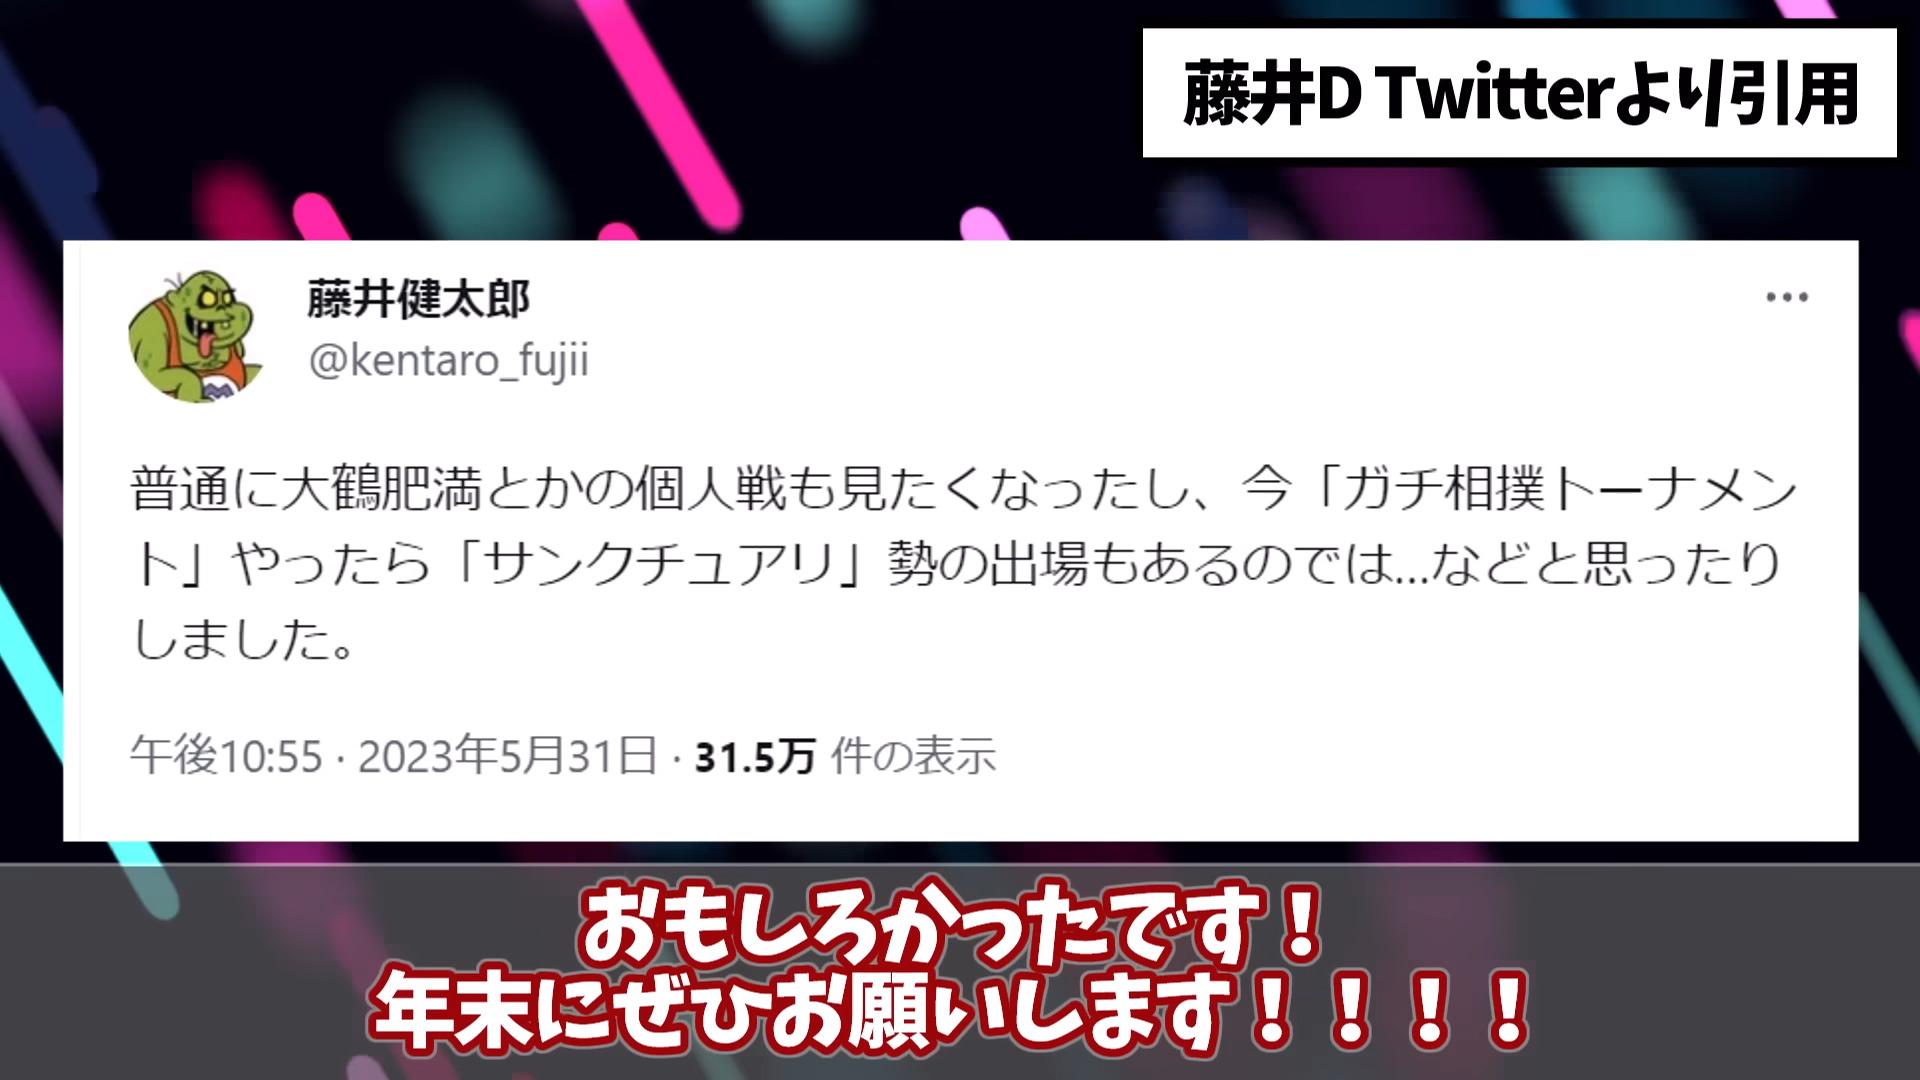 藤井D Twitterより引用
藤井健太郎
@kentaro_fujii
普通に大鶴肥満とかの個人戦も見たくなったし、今「ガチ相撲トーナメン
ト」やったら「サンクチュアリ」勢の出場もあるのでは...などと思ったり
しました。
午後10:55 · 2023年5月31日 · 31.5万 件の表示
おもしろかったです！
年末にぜひお願いします！！！！